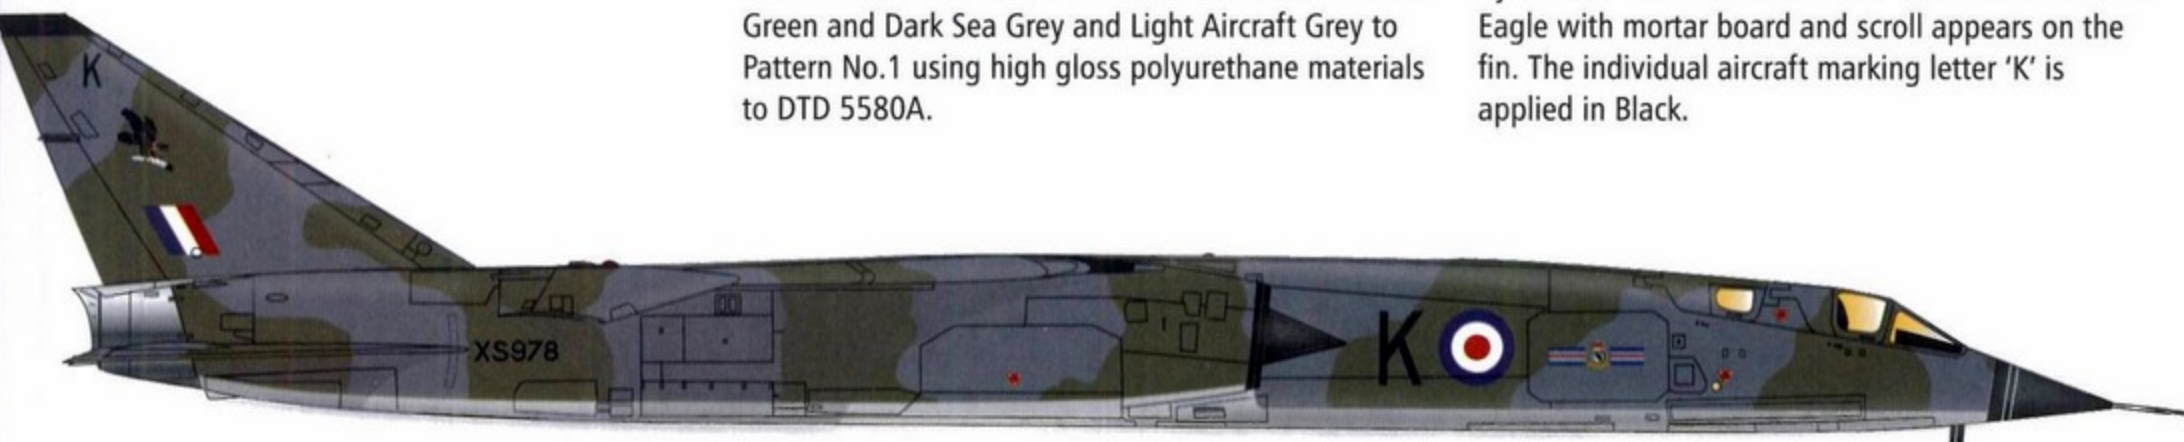 Green and Dark Sea Grey and Light Aircraft Grey to
Pattern No.1 using high gloss polyurethane materials
to DTD 5580A.
Eagle with mortar board and scroll appears on the
fin. The individual aircraft marking letter ‘K’ is
applied in Black.
K
XS978
K